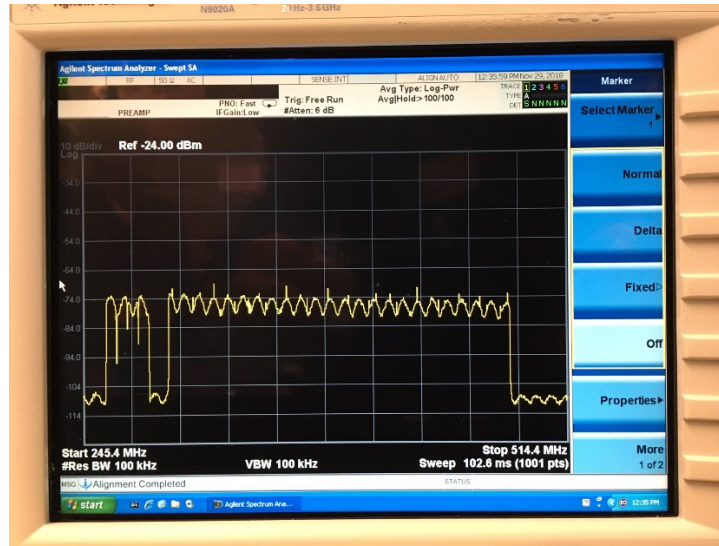 N9020A
Hz-3.6 GHz
Agilent Spectrum Analyzer - Swept SA
RF 50 Ω AC SENSE:INT ALIGN AUTO 12:35:59 PM Nov 29, 2018
Marker
Avg Type: Log-Pwr TRACE 1 2 3 4 5 6
PNO: Fast Trig: Free Run Avg|Hold:> 100/100 TYPE A
PREAMP IFGain:Low #Atten: 6 dB DET S N N N N N
Select Marker
1
10 dB/div Ref -24.00 dBm
Log
-34.0
Normal
-44.0
Delta
-54.0
-64.0
Fixed
-74.0
-84.0
Off
-94.0
-104
Properties
-114
Start 245.4 MHz Stop 514.4 MHz
#Res BW 100 kHz VBW 100 kHz Sweep 102.6 ms (1001 pts)
More
1 of 2
MSG Alignment Completed STATUS
start Agilent Spectrum Ana... 12:35 PM